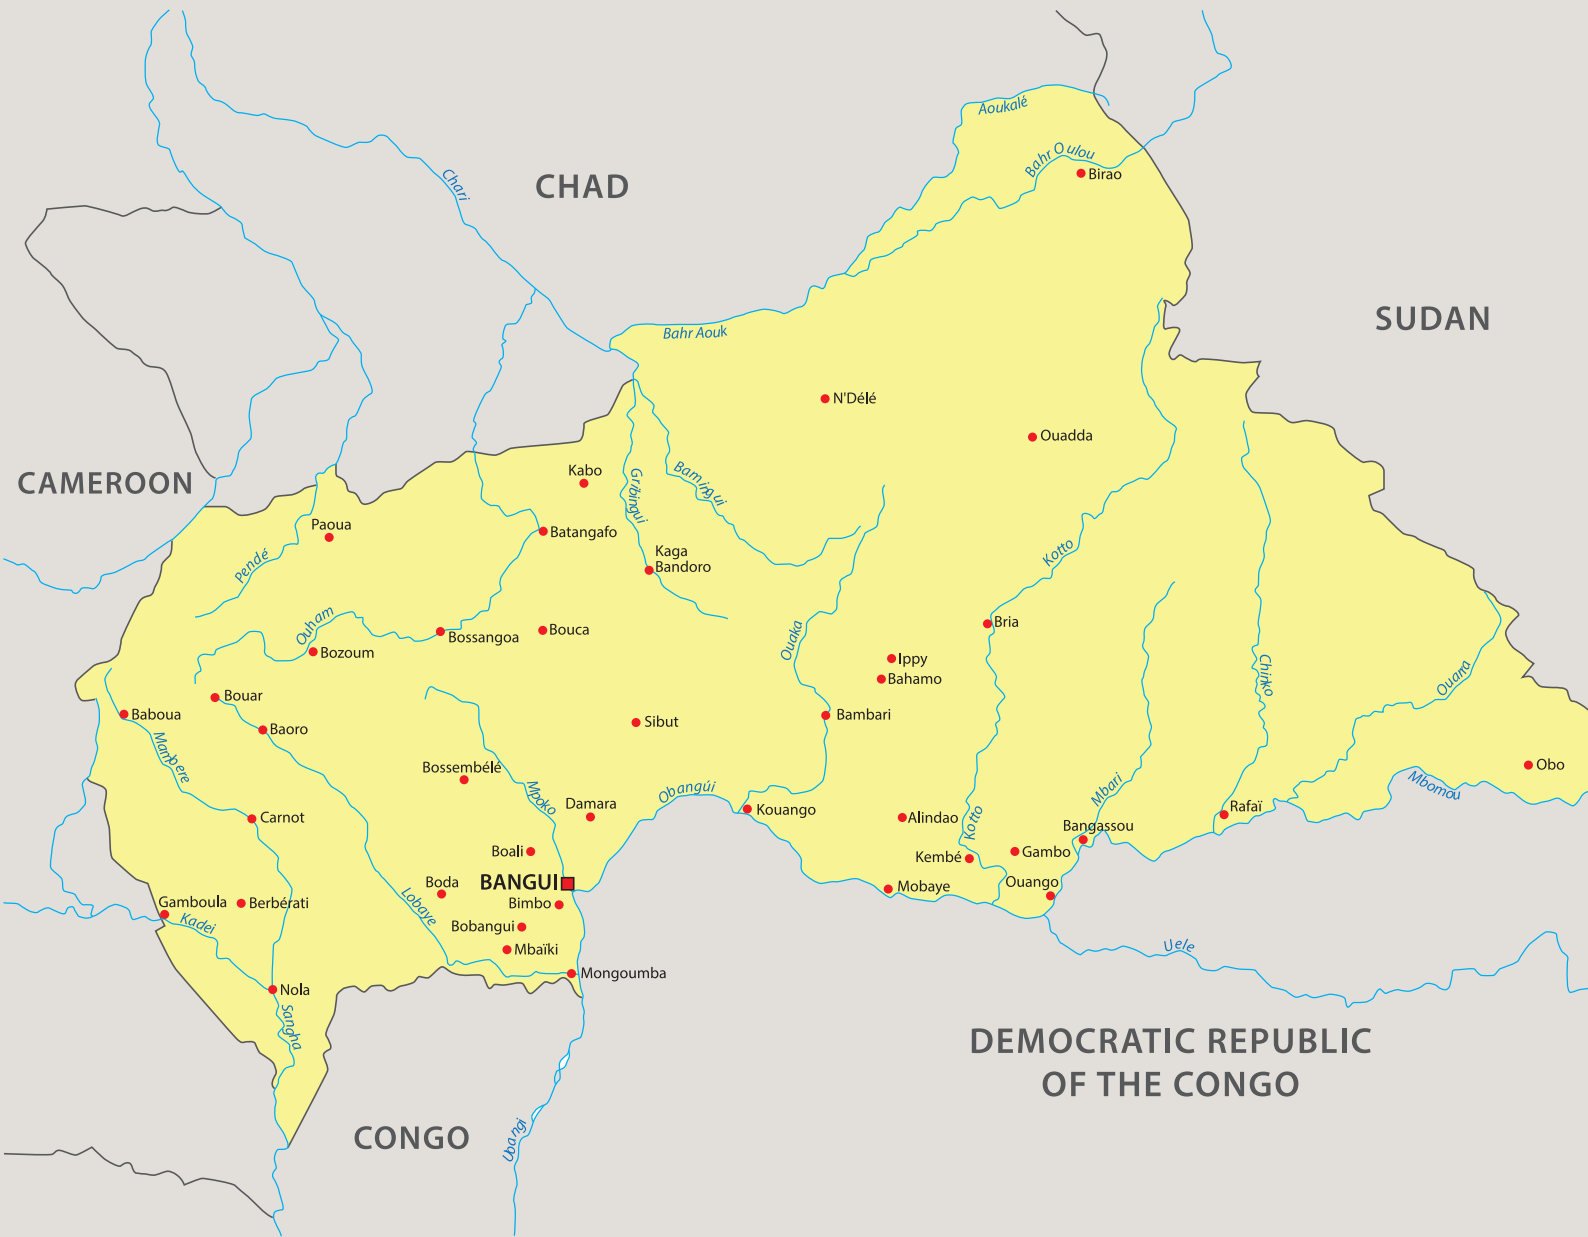 Aoukalé
Bahr Oulou
Birao
CHAD
Chari
SUDAN
Bahr Aouk
N'Délé
Ouadda
CAMEROON
Kabo
Gribingui
Bamingui
Paoua
Batangafo
Kaga
Bandoro
Pendé
Kotto
Ouham
Bossangoa
Bouca
Bozoum
Ouaka
Bria
Ippy
Bahamo
Chinko
Ouara
Bouar
Baboua
Baoro
Mambere
Sibut
Bambari
Bossembélé
Mpoko
Damara
Obangúi
Kouango
Mbari
Obo
Mbomou
Carnot
Alindao
Kotto
Rafaï
Bangassou
Boali
Kembé
Gambo
BANGUI
Boda
Mobaye
Ouango
Gamboula
Berbérati
Bimbo
Kadei
Lobaye
Bobangui
Mbaïki
Uele
Mongoumba
Nola
Sangha
DEMOCRATIC REPUBLIC
OF THE CONGO
CONGO
Ubangi